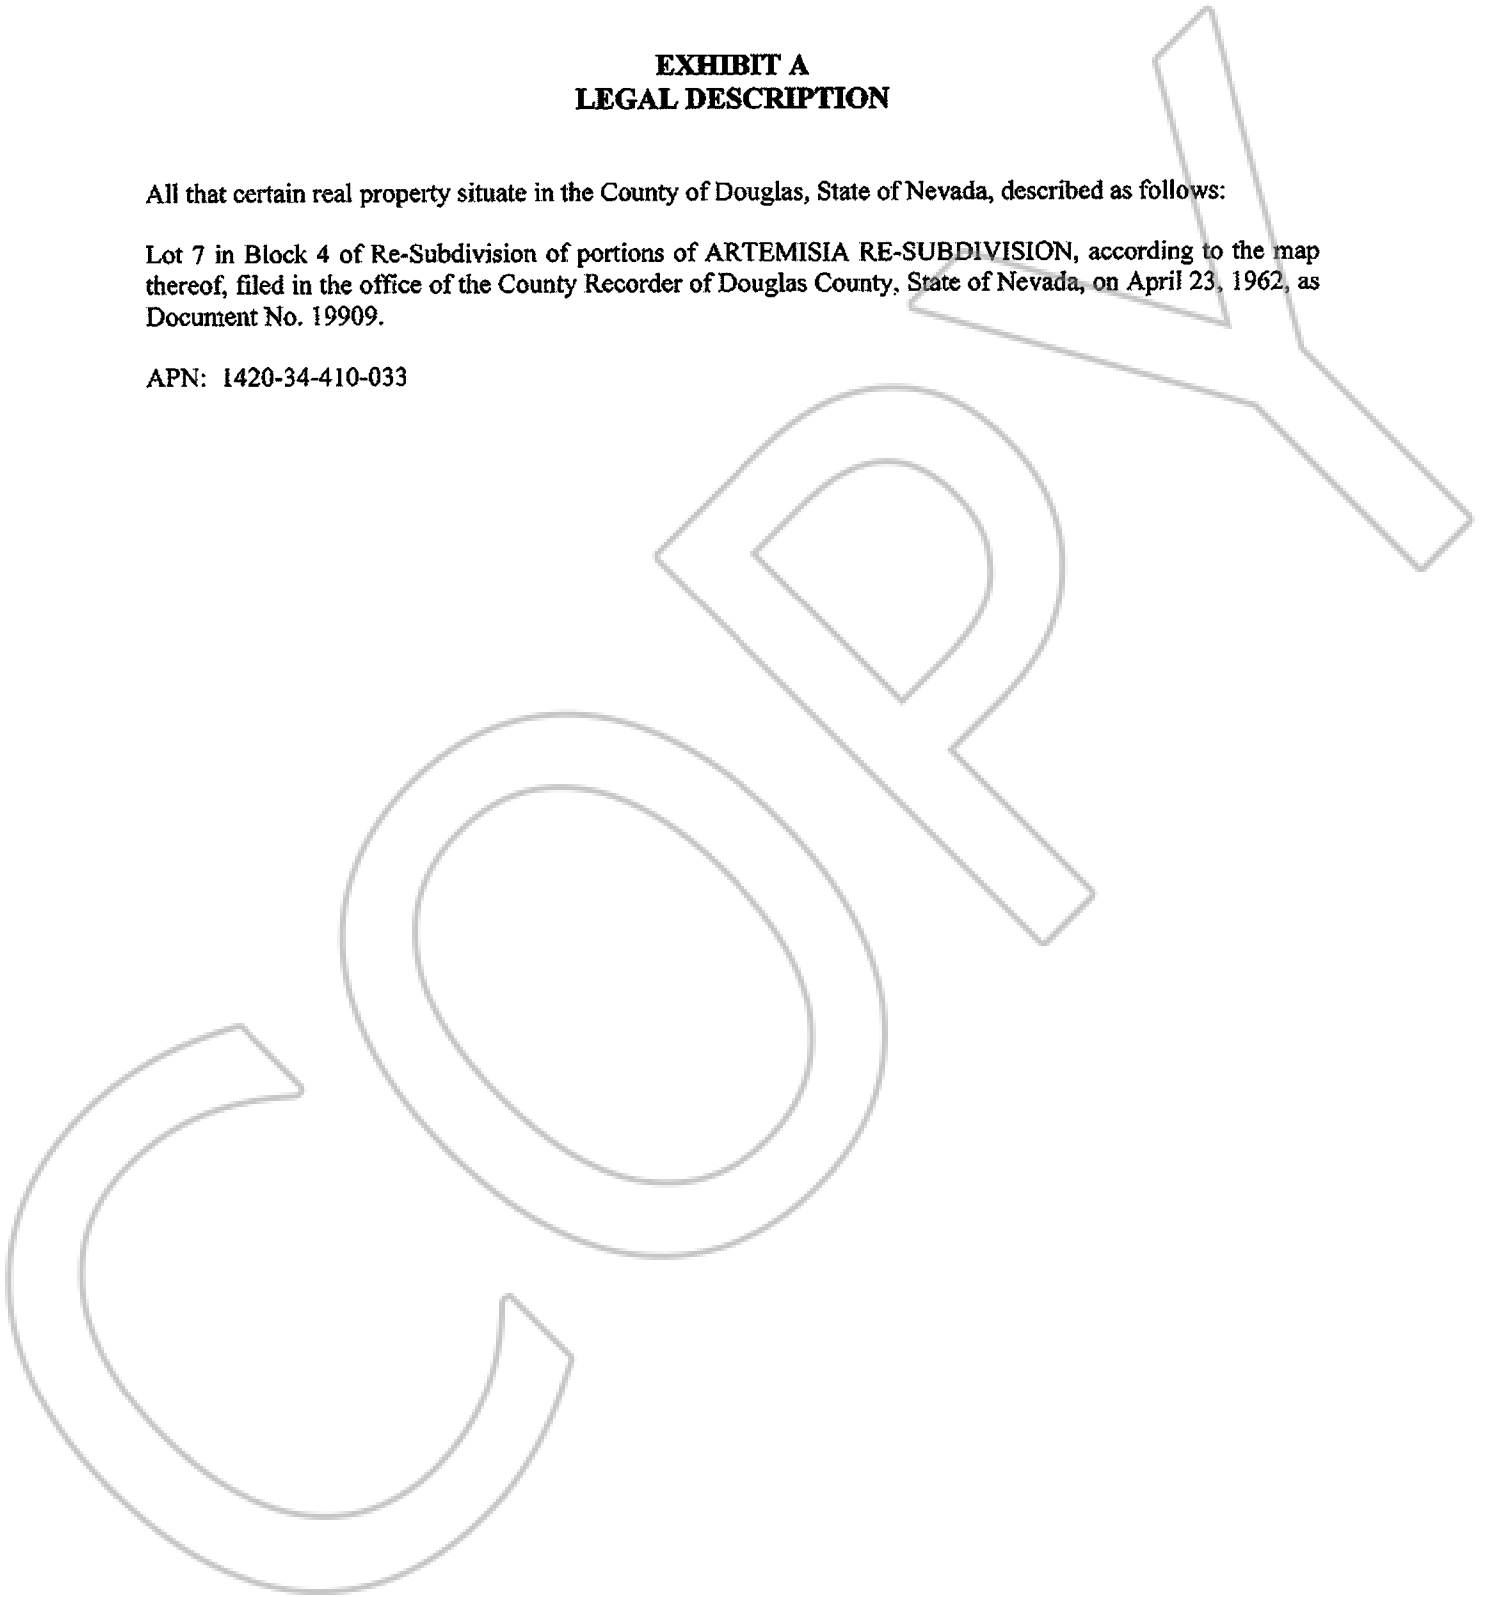 EXHIBIT A
LEGAL DESCRIPTION
All that certain real property situate in the County of Douglas, State of Nevada, described as follows:
Lot 7 in Block 4 of Re-Subdivision of portions of ARTEMISIA RE-SUBDIVISION, according to the map
thereof, filed in the office of the County Recorder of Douglas County, State of Nevada, on April 23, 1962, as
Document No. 19909.
APN: 1420-34-410-033
COPY